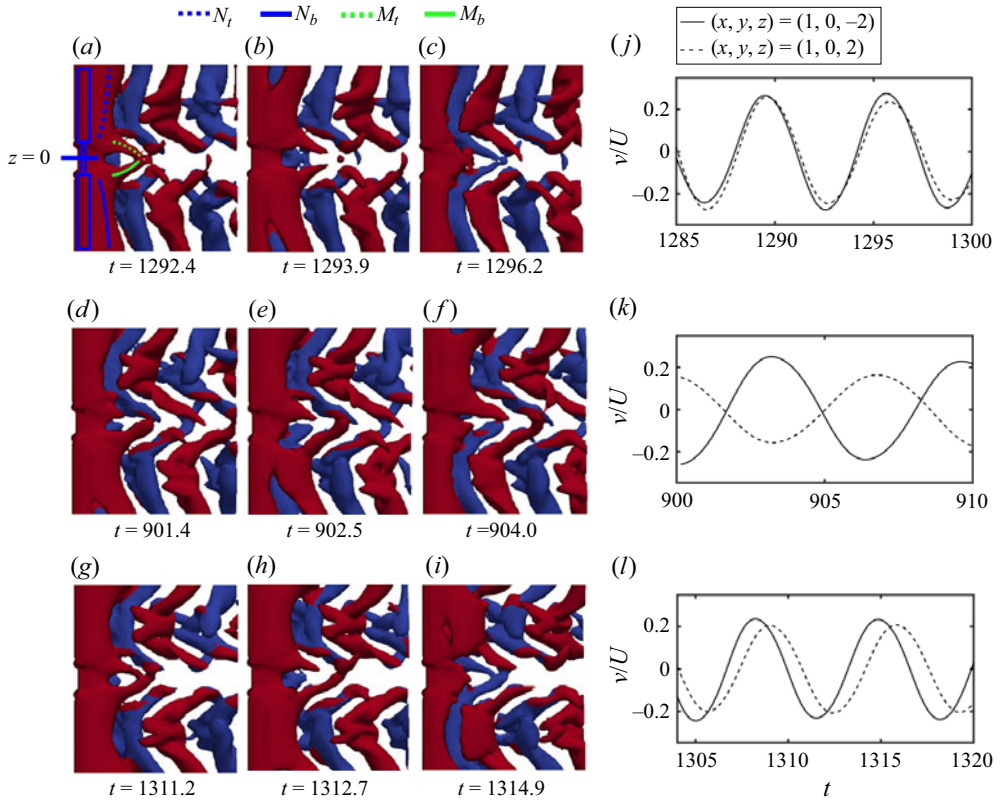 N_t N_b M_t M_b
(x, y, z) = (1, 0, –2)
(x, y, z) = (1, 0, 2)
(a) (b) (c) (j)
z = 0
t = 1292.4 t = 1293.9 t = 1296.2
v/U
0.2
0
–0.2
1285 1290 1295 1300
(d) (e) (f) (k)
t = 901.4 t = 902.5 t =904.0
v/U
0.2
0
–0.2
900 905 910
(g) (h) (i) (l)
t = 1311.2 t = 1312.7 t = 1314.9
v/U
0.2
0
–0.2
1305 1310 1315 1320
t